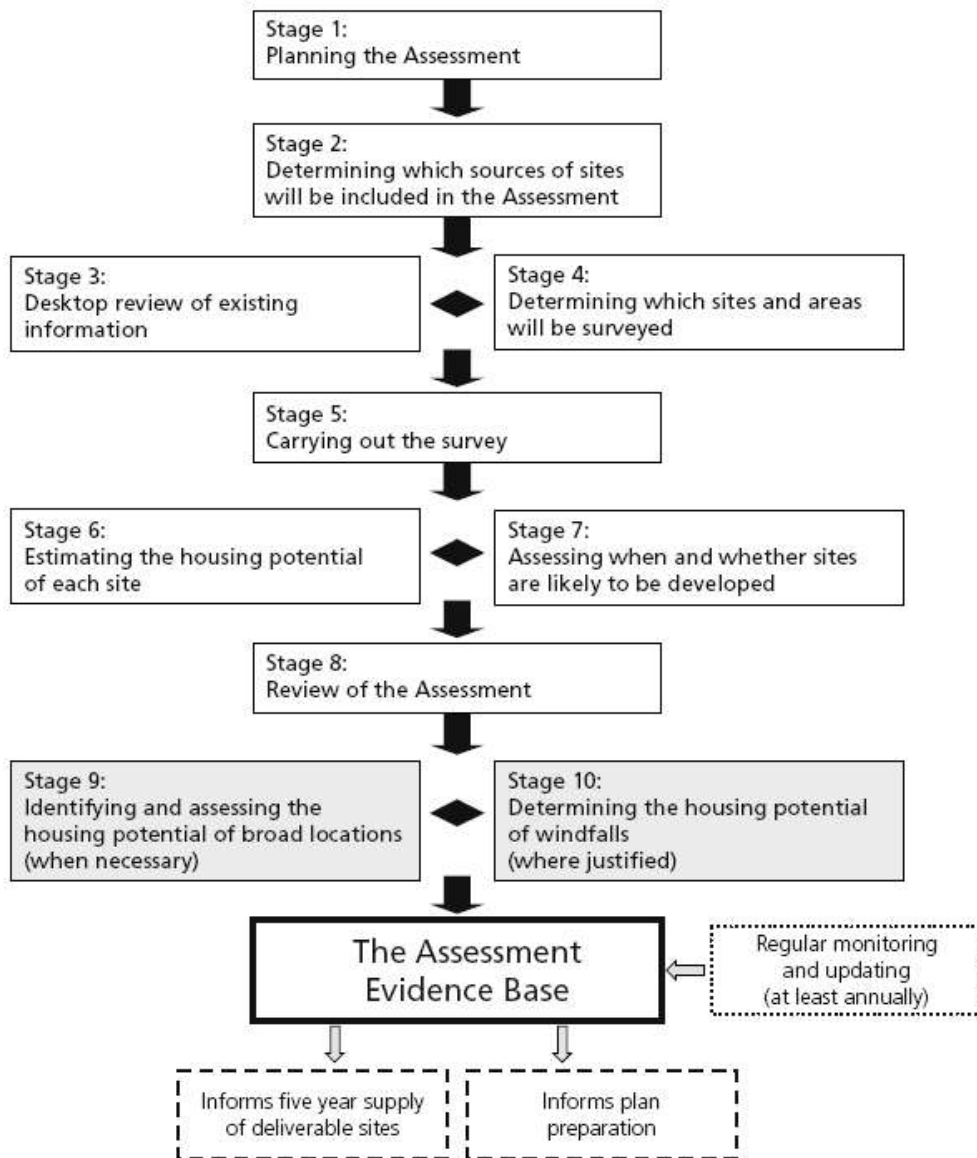 Stage 1:
Planning the Assessment
Stage 2:
Determining which sources of sites
will be included in the Assessment
Stage 3:
Desktop review of existing
information
Stage 4:
Determining which sites and areas
will be surveyed
Stage 5:
Carrying out the survey
Stage 6:
Estimating the housing potential
of each site
Stage 7:
Assessing when and whether sites
are likely to be developed
Stage 8:
Review of the Assessment
Stage 9:
Identifying and assessing the
housing potential of broad locations
(when necessary)
Stage 10:
Determining the housing potential
of windfalls
(where justified)
The Assessment
Evidence Base
Regular monitoring
and updating
(at least annually)
Informs five year supply
of deliverable sites
Informs plan
preparation